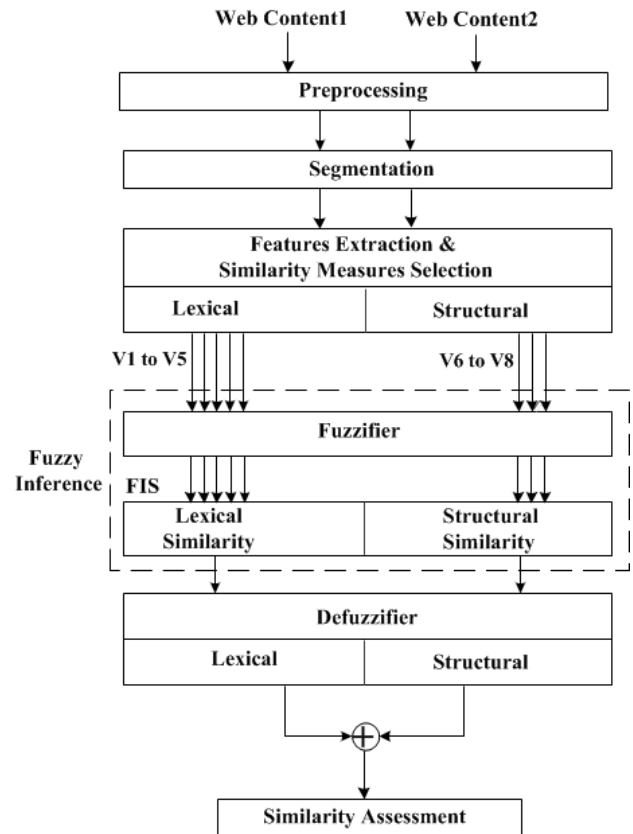 Web Content1
Web Content2
Preprocessing
Segmentation
Features Extraction &
Similarity Measures Selection
Lexical
Structural
V1 to V5
V6 to V8
Fuzzifier
Fuzzy
Inference
FIS
Lexical
Similarity
Structural
Similarity
Defuzzifier
Lexical
Structural
Similarity Assessment